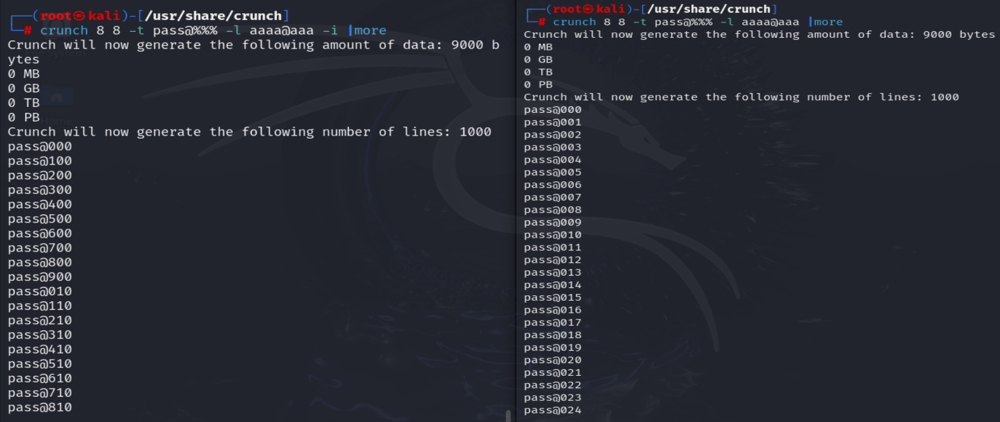 ┌──(root㉿kali)-[/usr/share/crunch]
└─# crunch 8 8 -t pass@%%% -l aaaa@aaa -i |more
Crunch will now generate the following amount of data: 9000 b
ytes
0 MB
0 GB
0 TB
0 PB
Crunch will now generate the following number of lines: 1000
pass@000
pass@100
pass@200
pass@300
pass@400
pass@500
pass@600
pass@700
pass@800
pass@900
pass@010
pass@110
pass@210
pass@310
pass@410
pass@510
pass@610
pass@710
pass@810
File System
Home
┌──(root㉿kali)-[/usr/share/crunch]
└─# crunch 8 8 -t pass@%%% -l aaaa@aaa |more
Crunch will now generate the following amount of data: 9000 bytes
0 MB
0 GB
0 TB
0 PB
Crunch will now generate the following number of lines: 1000
pass@000
pass@001
pass@002
pass@003
pass@004
pass@005
pass@006
pass@007
pass@008
pass@009
pass@010
pass@011
pass@012
pass@013
pass@014
pass@015
pass@016
pass@017
pass@018
pass@019
pass@020
pass@021
pass@022
pass@023
pass@024